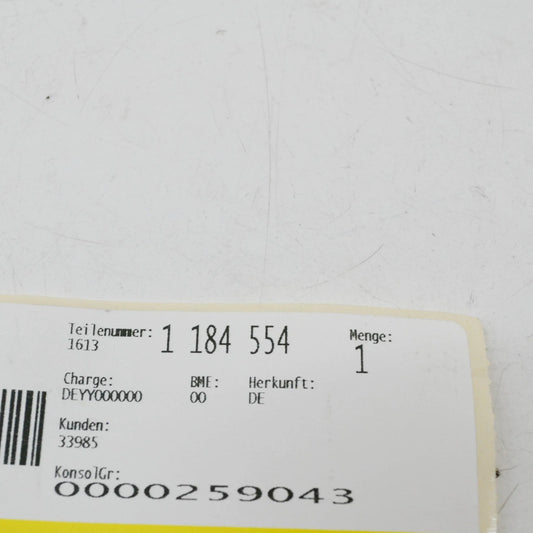 Teilenummer: 1 184 554 Menge:
1613 1
Charge: BME: Herkunft:
DEYY000000 00 DE
Kunden:
33985
KonsolGr:
0000259043